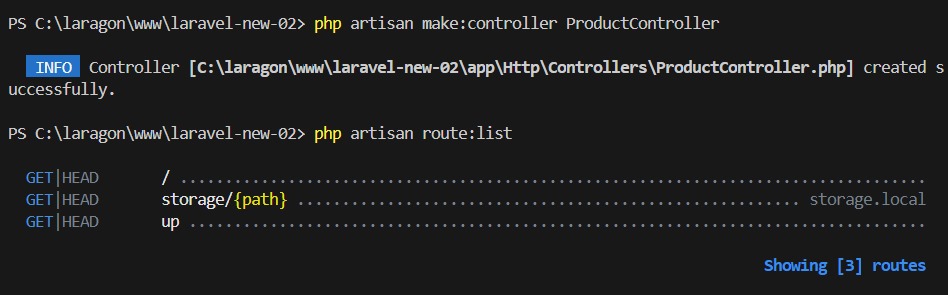 PS C:\laragon\www\laravel-new-02> php artisan make:controller ProductController
INFO Controller [C:\laragon\www\laravel-new-02\app\Http\Controllers\ProductController.php] created s
uccessfully.
PS C:\laragon\www\laravel-new-02> php artisan route:list
GET|HEAD / ...................................................................................
GET|HEAD storage/{path} ........................................................ storage.local
GET|HEAD up ..................................................................................
Showing [3] routes